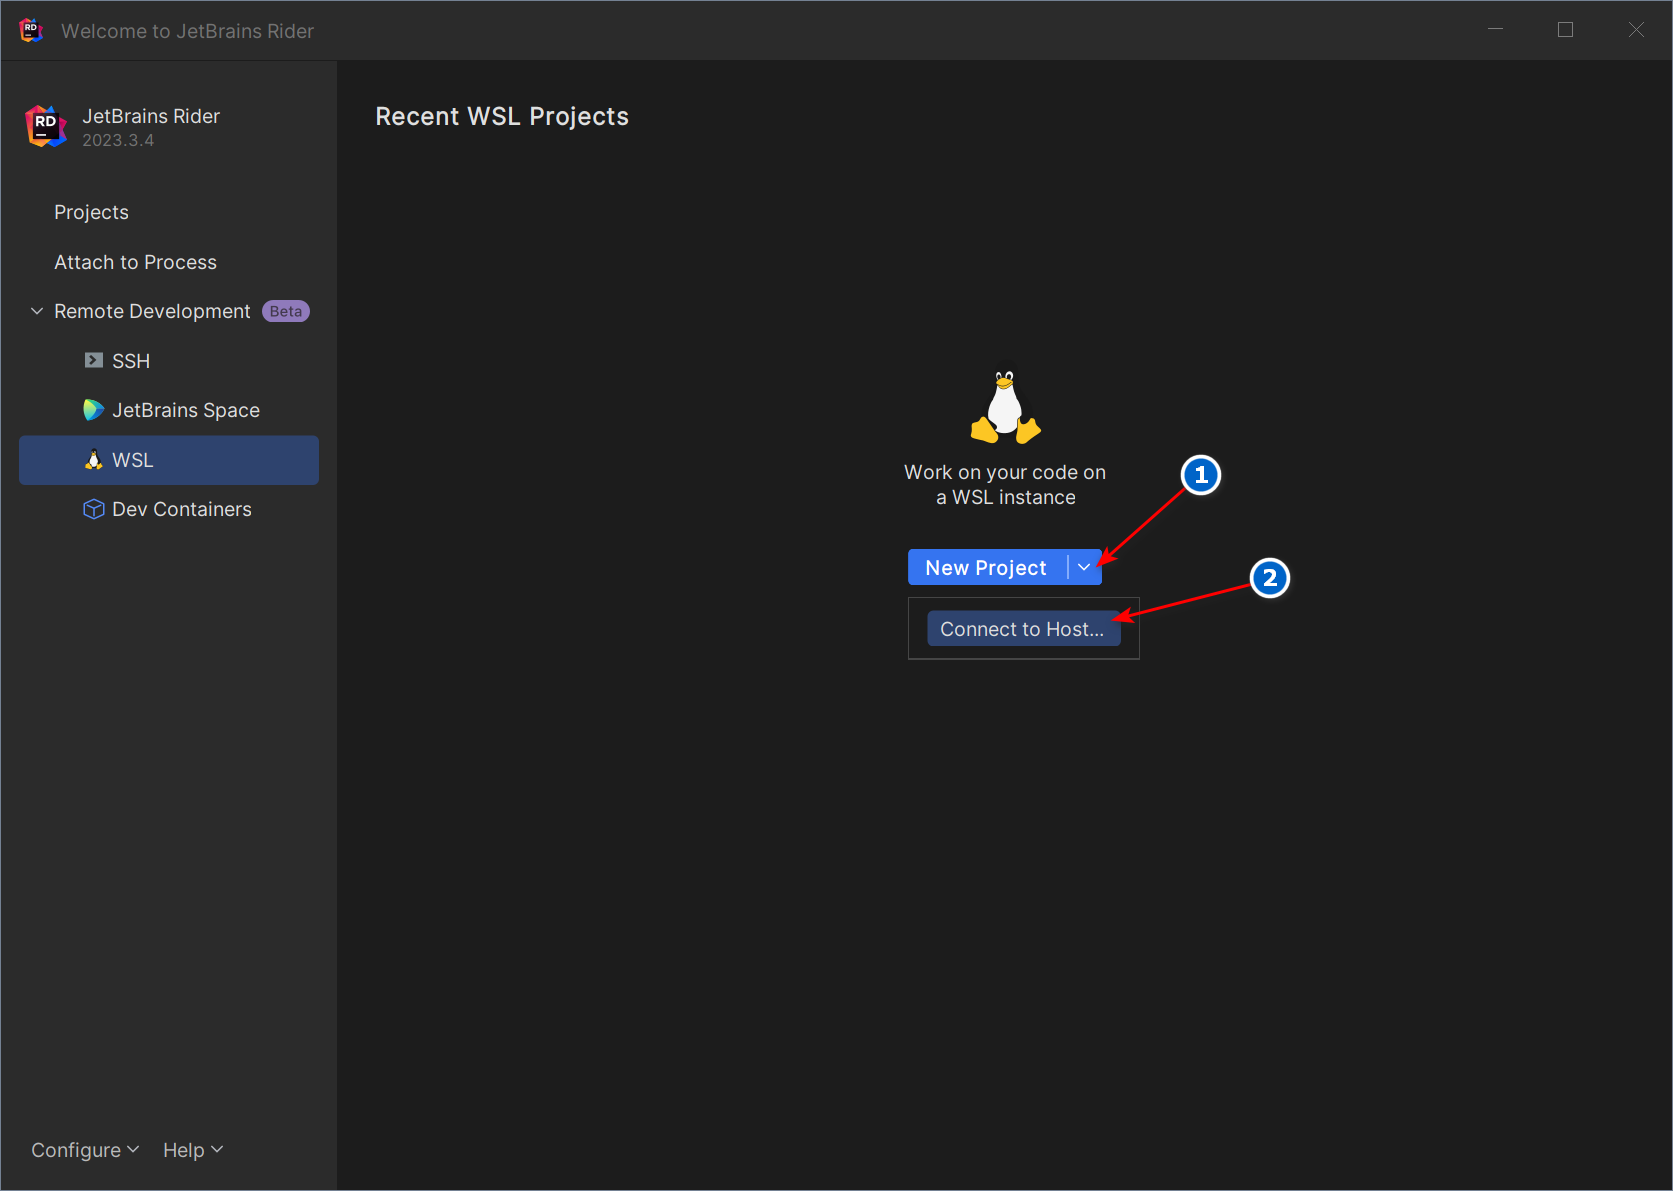 RD
Welcome to JetBrains Rider
RD
JetBrains Rider
2023.3.4
Projects
Attach to Process
Remote Development Beta
SSH
JetBrains Space
WSL
Dev Containers
Configure
Help
Recent WSL Projects
Work on your code on
a WSL instance
1
New Project
2
Connect to Host...